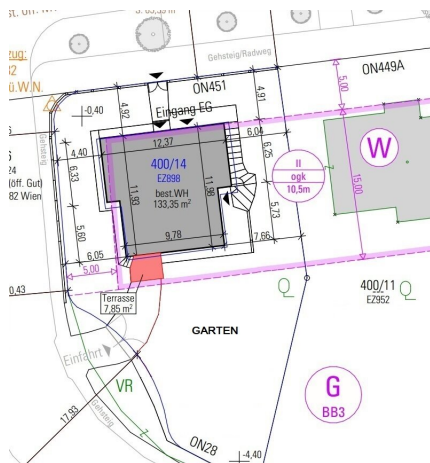 Gehsteig/Radweg
zug:
ü.W.N.
ON451
ON449A
-0,40
4,92
Eingang EG
4,91
5,00
4,40
12,37
6,04
400/14
EZ898
best.WH
133,35 m²
6,33
11,93
11,98
6,25
II
ogk
10,5m
W
15,00
(öff. Gut)
82 Wien
5,60
5,73
9,78
6,05
7,66
5,00
0,43
Terrasse
7,85 m²
400/11
EZ952
GARTEN
Einfahrt
VR
G
BB3
17,93
Gehsteig
ON28
-4,40
Gehsteig